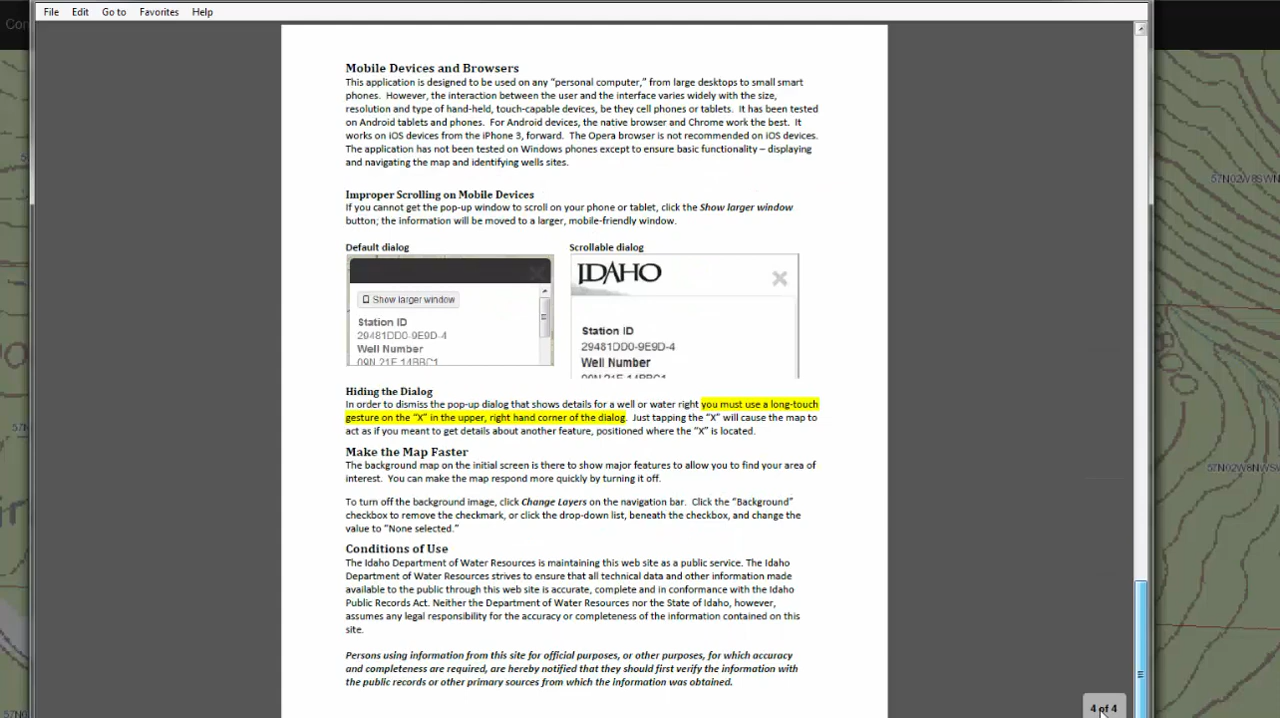 Con
File Edit Go to Favorites Help
Mobile Devices and Browsers
This application is designed to be used on any “personal computer,” from large desktops to small smart
phones. However, the interaction between the user and the interface varies widely with the size,
resolution and type of hand-held, touch-capable devices, be they cell phones or tablets. It has been tested
on Android tablets and phones. For Android devices, the native browser and Chrome work the best. It
works on iOS devices from the iPhone 3, forward. The Opera browser is not recommended on iOS devices.
The application has not been tested on Windows phones except to ensure basic functionality – displaying
and navigating the map and identifying wells sites.
Improper Scrolling on Mobile Devices
If you cannot get the pop-up window to scroll on your phone or tablet, click the Show larger window
button; the information will be moved to a larger, mobile-friendly window.
Default dialog Scrollable dialog
Show larger window
Station ID
29481DD0-9E9D-4
Well Number
09N 21E 14BBC1
IDAHO
Station ID
29481DD0-9E9D-4
Well Number
09N 21E 14BBC1
Hiding the Dialog
In order to dismiss the pop-up dialog that shows details for a well or water right you must use a long-touch
gesture on the “X” in the upper, right hand corner of the dialog. Just tapping the “X” will cause the map to
act as if you meant to get details about another feature, positioned where the “X” is located.
Make the Map Faster
The background map on the initial screen is there to show major features to allow you to find your area of
interest. You can make the map respond more quickly by turning it off.
To turn off the background image, click Change Layers on the navigation bar. Click the “Background”
checkbox to remove the checkmark, or click the drop-down list, beneath the checkbox, and change the
value to “None selected.”
Conditions of Use
The Idaho Department of Water Resources is maintaining this web site as a public service. The Idaho
Department of Water Resources strives to ensure that all technical data and other information made
available to the public through this web site is accurate, complete and in conformance with the Idaho
Public Records Act. Neither the Department of Water Resources nor the State of Idaho, however,
assumes any legal responsibility for the accuracy or completeness of the information contained on this
site.
Persons using information from this site for official purposes, or other purposes, for which accuracy
and completeness are required, are hereby notified that they should first verify the information with
the public records or other primary sources from which the information was obtained.
4 of 4
57N02W8SWN
57N02W8NWSW